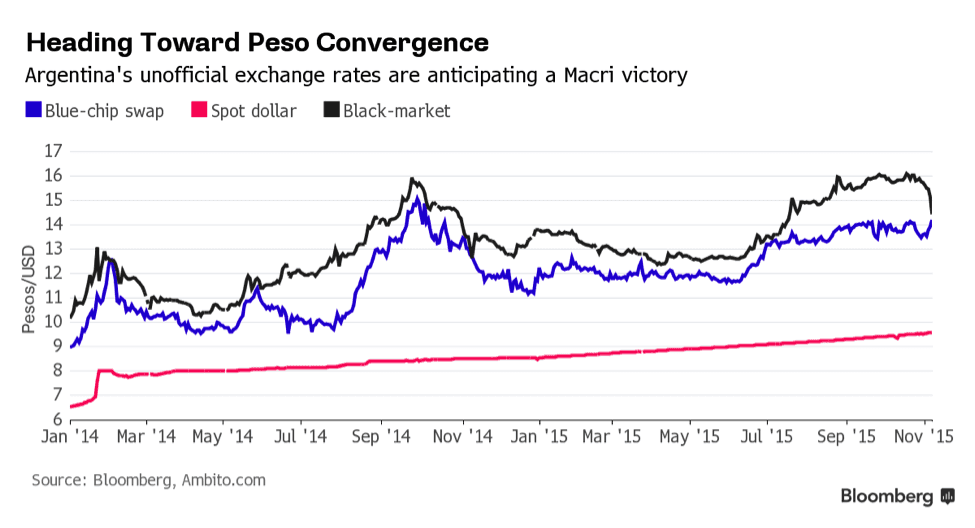 Heading Toward Peso Convergence
Argentina's unofficial exchange rates are anticipating a Macri victory
Blue-chip swap Spot dollar Black-market
17
16
15
14
13
12
11
10
9
8
7
6
Pesos/USD
Jan '14 Mar '14 May '14 Jul '14 Sep '14 Nov '14 Jan '15 Mar '15 May '15 Jul '15 Sep '15 Nov '15
Source: Bloomberg, Ambito.com
Bloomberg